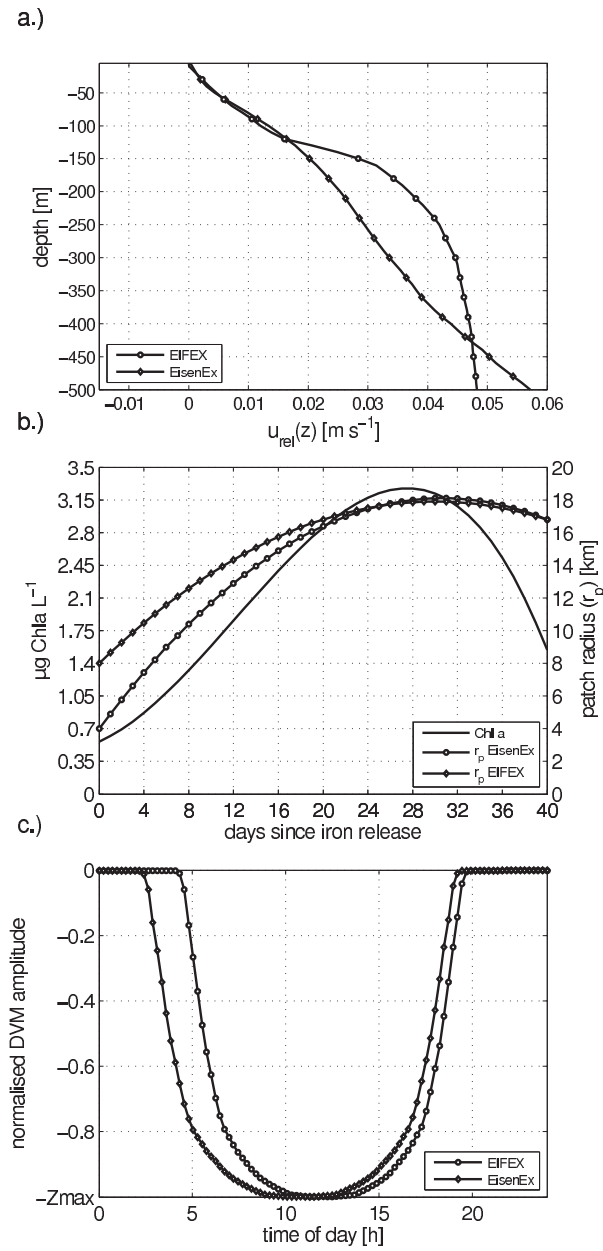 a.)
−50
−100
−150
−200
−250
−300
−350
−400
−450
−500
depth [m]
EIFEX
EisenEx
−0.01 0 0.01 0.02 0.03 0.04 0.05 0.06
u_rel(z) [m s⁻¹]
b.)
3.15
2.8
2.45
2.1
1.75
1.4
1.05
0.7
0.35
0
µg Chla L⁻¹
20
18
16
14
12
10
8
6
4
2
0
patch radius (r_p) [km]
Chl a
r_p EisenEx
r_p EIFEX
0 4 8 12 16 20 24 28 32 36 40
days since iron release
c.)
0
−0.2
−0.4
−0.6
−0.8
−Zmax
normalised DVM amplitude
EIFEX
EisenEx
0 5 10 15 20
time of day [h]